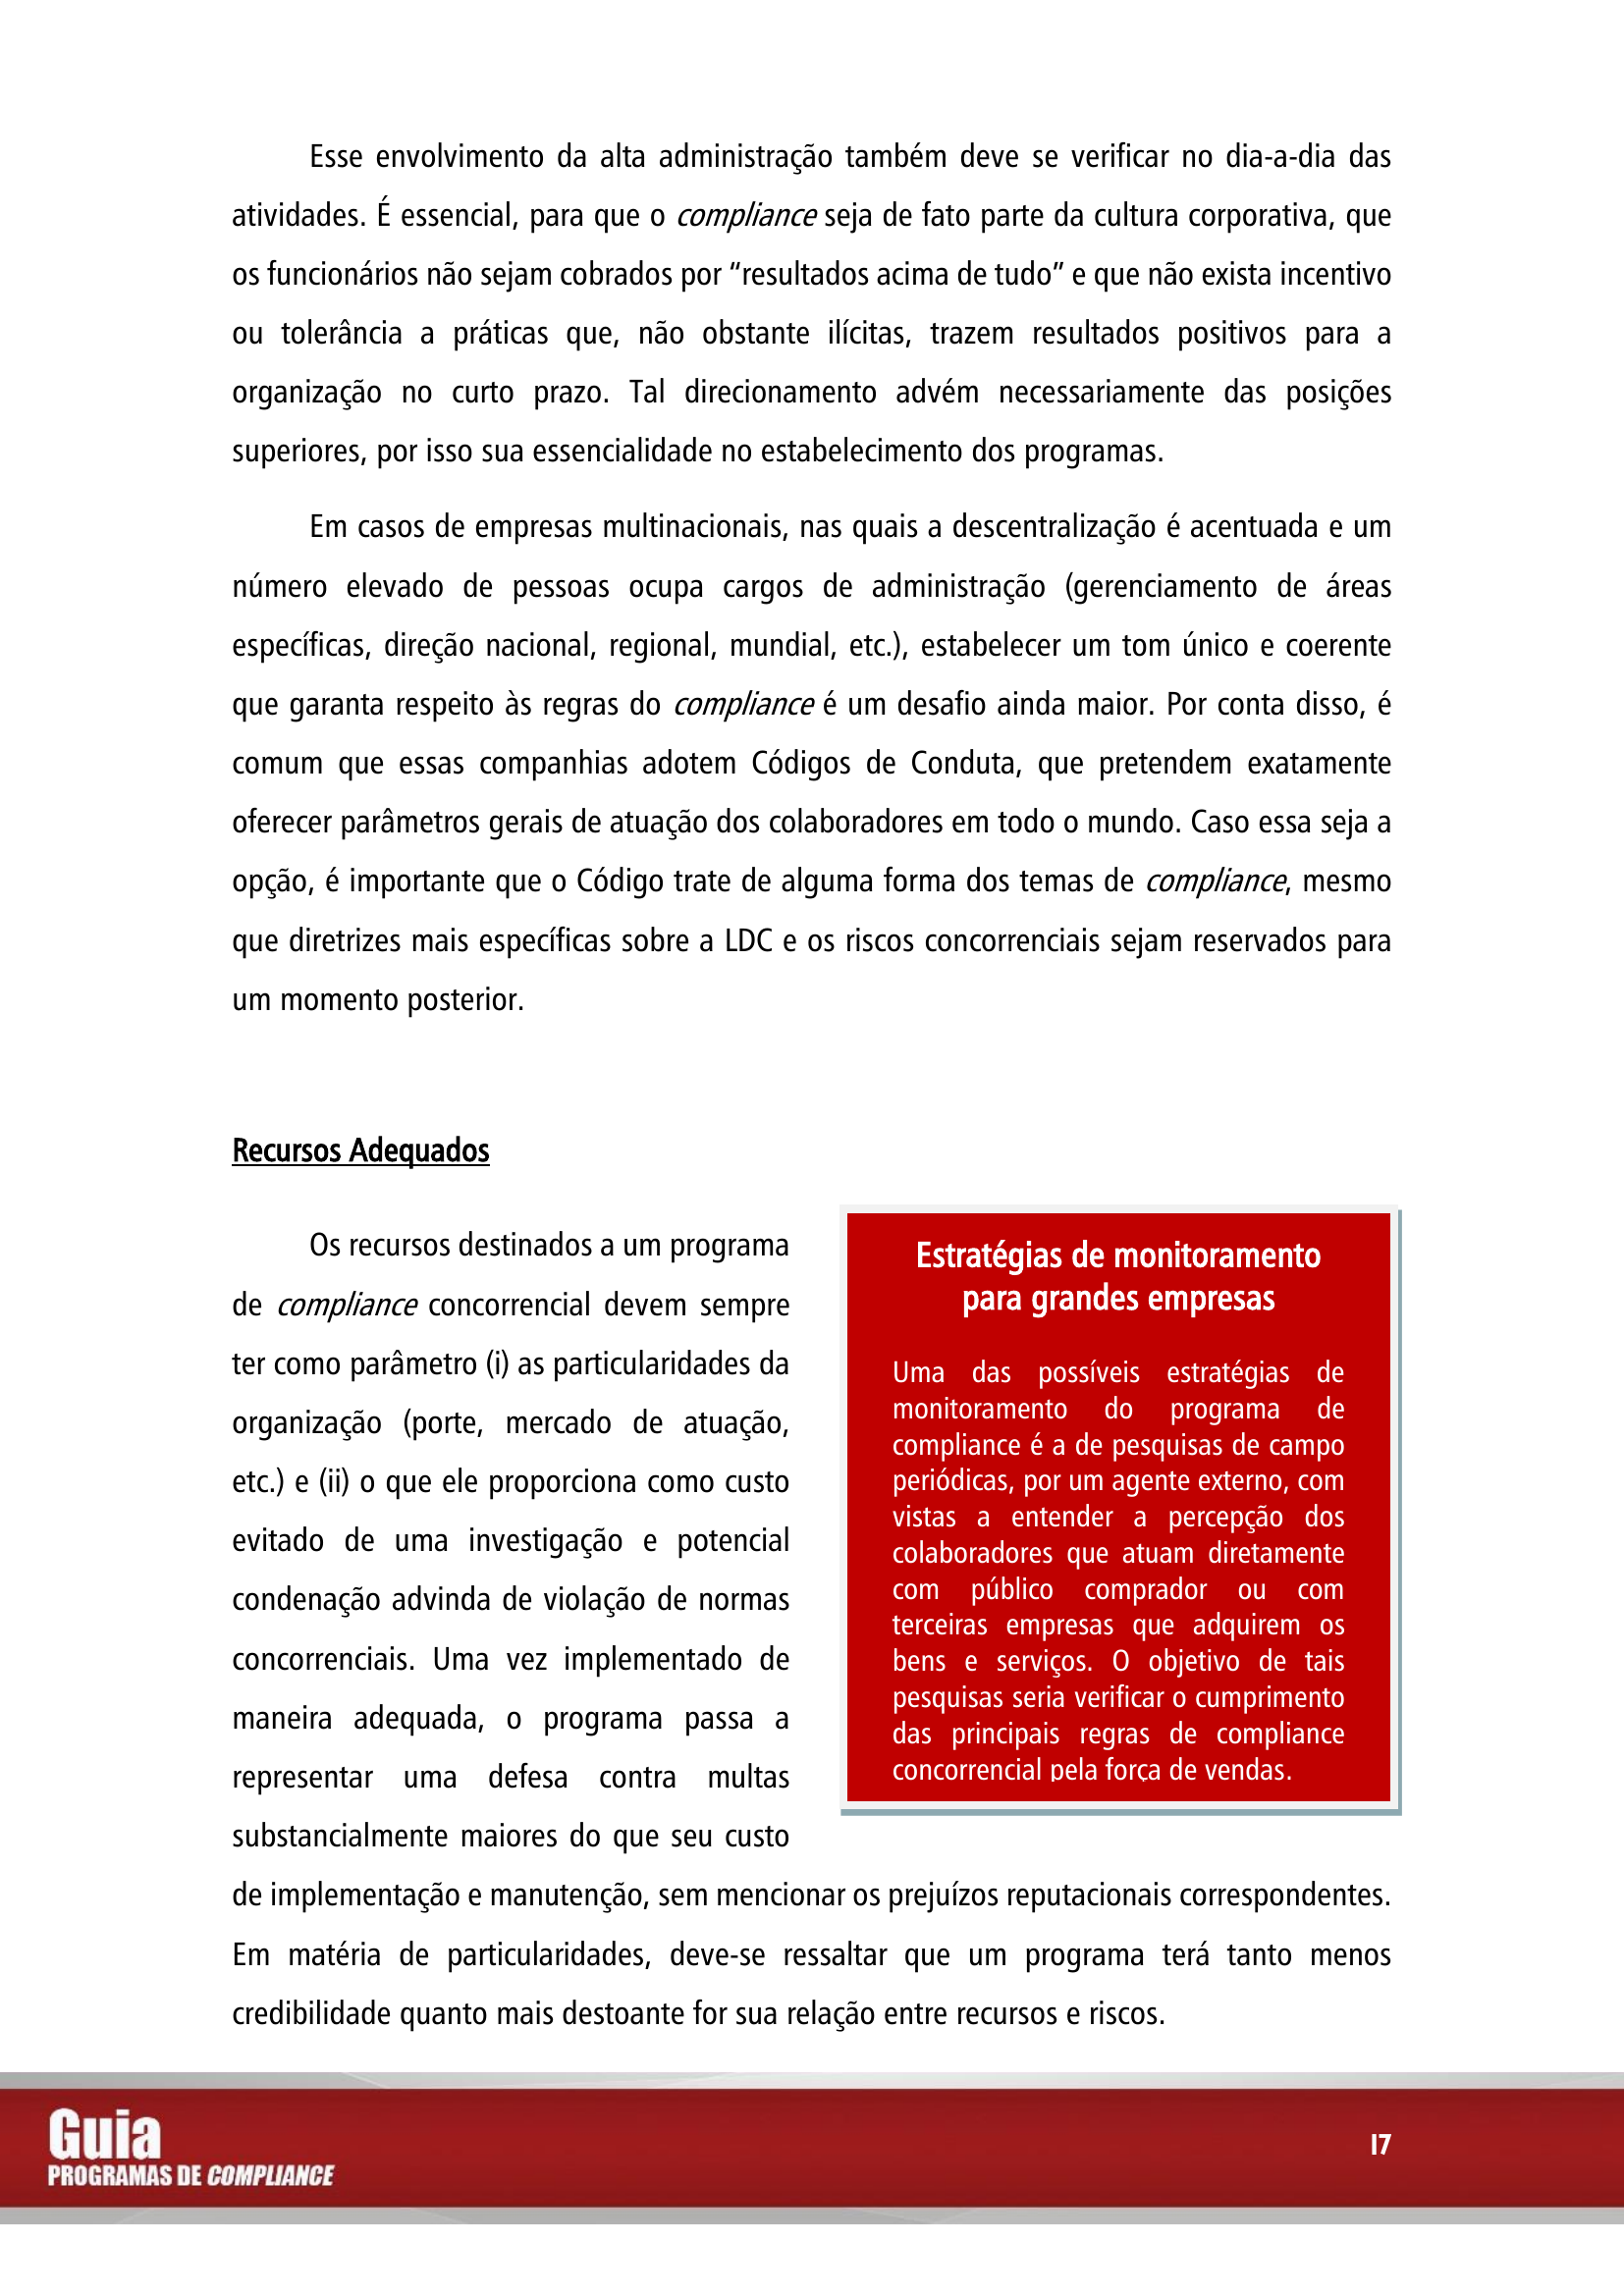 Esse envolvimento da alta administração também deve se verificar no dia-a-dia das
atividades. É essencial, para que o compliance seja de fato parte da cultura corporativa, que
os funcionários não sejam cobrados por “resultados acima de tudo” e que não exista incentivo
ou tolerância a práticas que, não obstante ilícitas, trazem resultados positivos para a
organização no curto prazo. Tal direcionamento advém necessariamente das posições
superiores, por isso sua essencialidade no estabelecimento dos programas.
Em casos de empresas multinacionais, nas quais a descentralização é acentuada e um
número elevado de pessoas ocupa cargos de administração (gerenciamento de áreas
específicas, direção nacional, regional, mundial, etc.), estabelecer um tom único e coerente
que garanta respeito às regras do compliance é um desafio ainda maior. Por conta disso, é
comum que essas companhias adotem Códigos de Conduta, que pretendem exatamente
oferecer parâmetros gerais de atuação dos colaboradores em todo o mundo. Caso essa seja a
opção, é importante que o Código trate de alguma forma dos temas de compliance, mesmo
que diretrizes mais específicas sobre a LDC e os riscos concorrenciais sejam reservados para
um momento posterior.
Recursos Adequados
Os recursos destinados a um programa
de compliance concorrencial devem sempre
ter como parâmetro (i) as particularidades da
organização (porte, mercado de atuação,
etc.) e (ii) o que ele proporciona como custo
evitado de uma investigação e potencial
condenação advinda de violação de normas
concorrenciais. Uma vez implementado de
maneira adequada, o programa passa a
representar uma defesa contra multas
substancialmente maiores do que seu custo
de implementação e manutenção, sem mencionar os prejuízos reputacionais correspondentes.
Em matéria de particularidades, deve-se ressaltar que um programa terá tanto menos
credibilidade quanto mais destoante for sua relação entre recursos e riscos.
Estratégias de monitoramento
para grandes empresas
Uma das possíveis estratégias de
monitoramento do programa de
compliance é a de pesquisas de campo
periódicas, por um agente externo, com
vistas a entender a percepção dos
colaboradores que atuam diretamente
com público comprador ou com
terceiras empresas que adquirem os
bens e serviços. O objetivo de tais
pesquisas seria verificar o cumprimento
das principais regras de compliance
concorrencial pela força de vendas.
Guia
PROGRAMAS DE COMPLIANCE
17